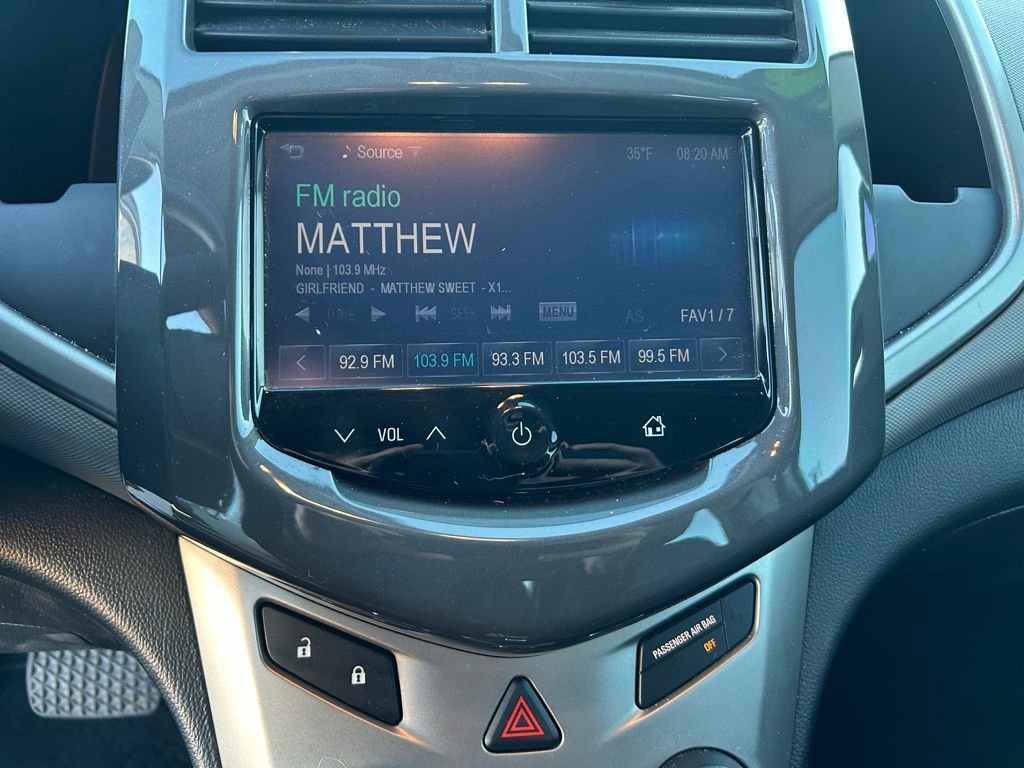 Source 35°F 08:20 AM
FM radio
MATTHEW
None | 103.9 MHz
GIRLFRIEND - MATTHEW SWEET - X1...
TUNE SEEK MENU AS FAV1 / 7
92.9 FM 103.9 FM 93.3 FM 103.5 FM 99.5 FM
VOL
PASSENGER AIR BAG
OFF